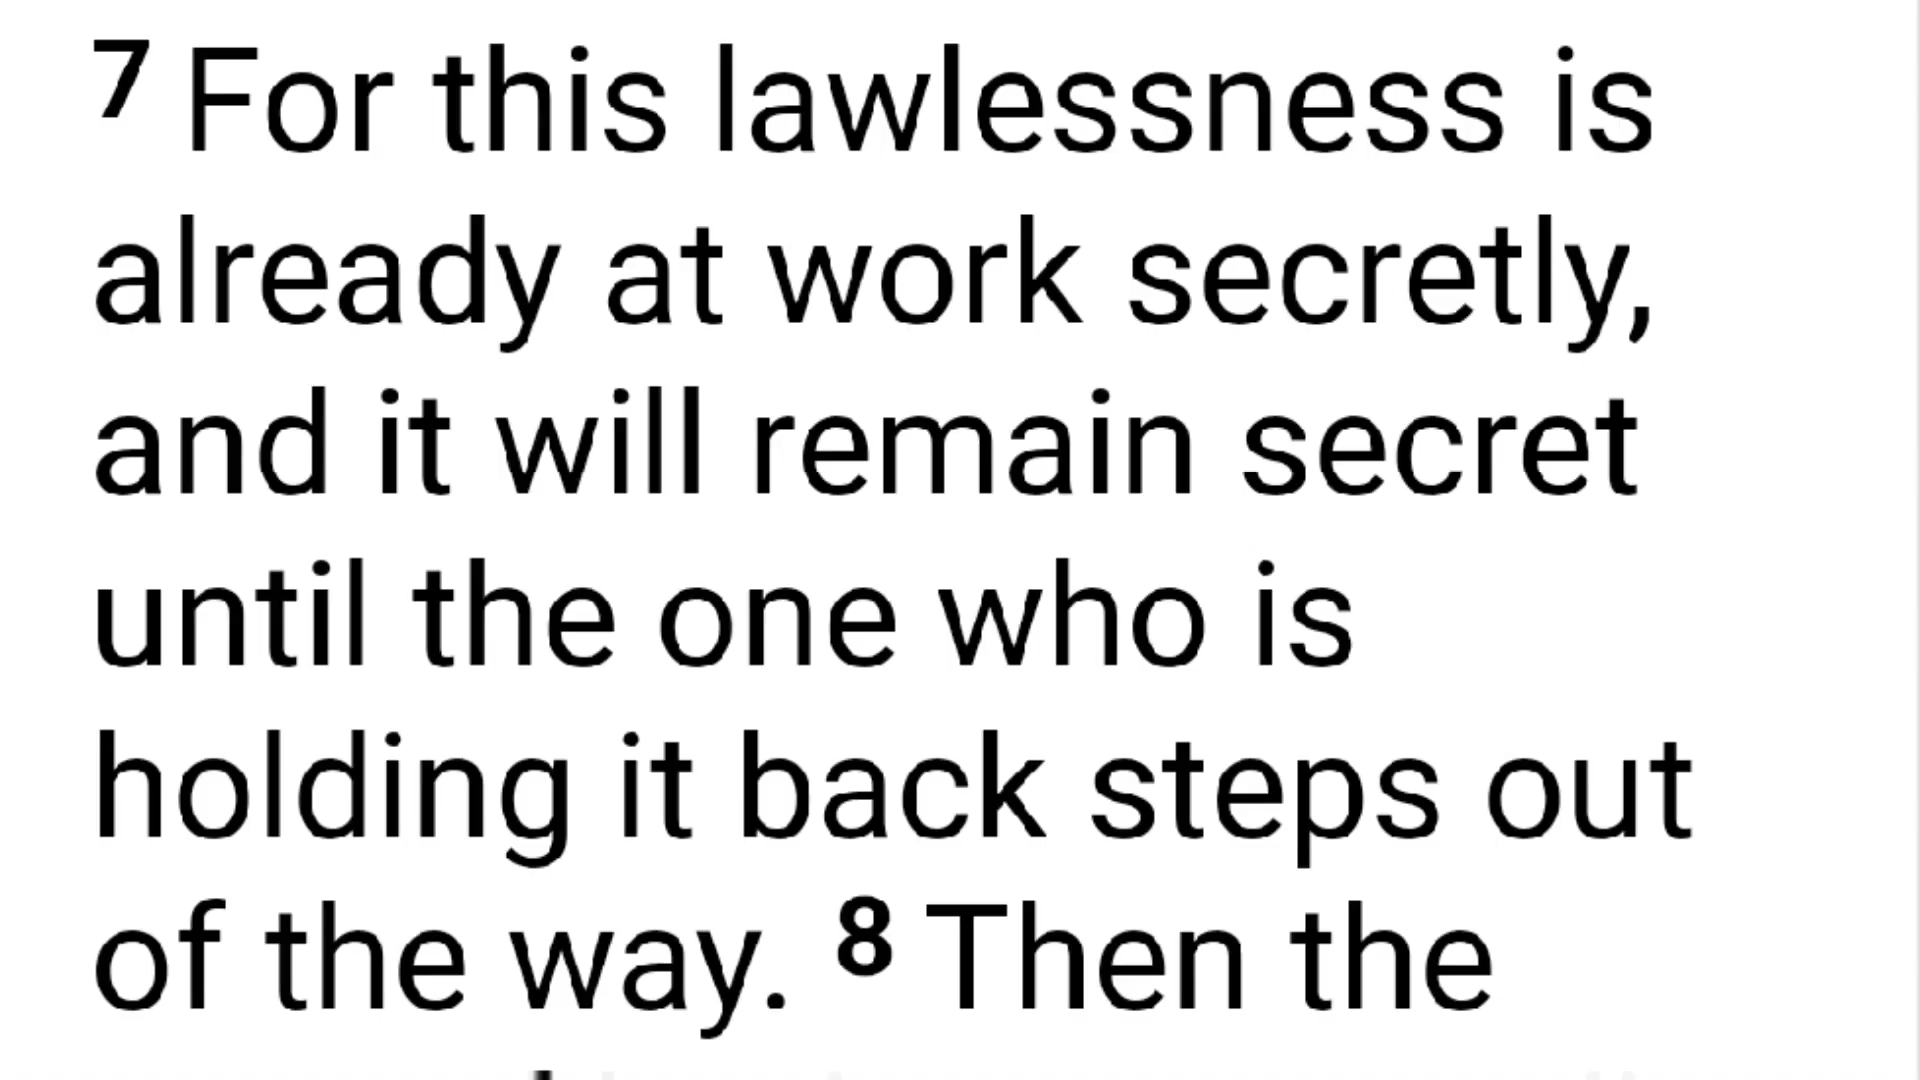 7 For this lawlessness is
already at work secretly,
and it will remain secret
until the one who is
holding it back steps out
of the way. 8 Then the